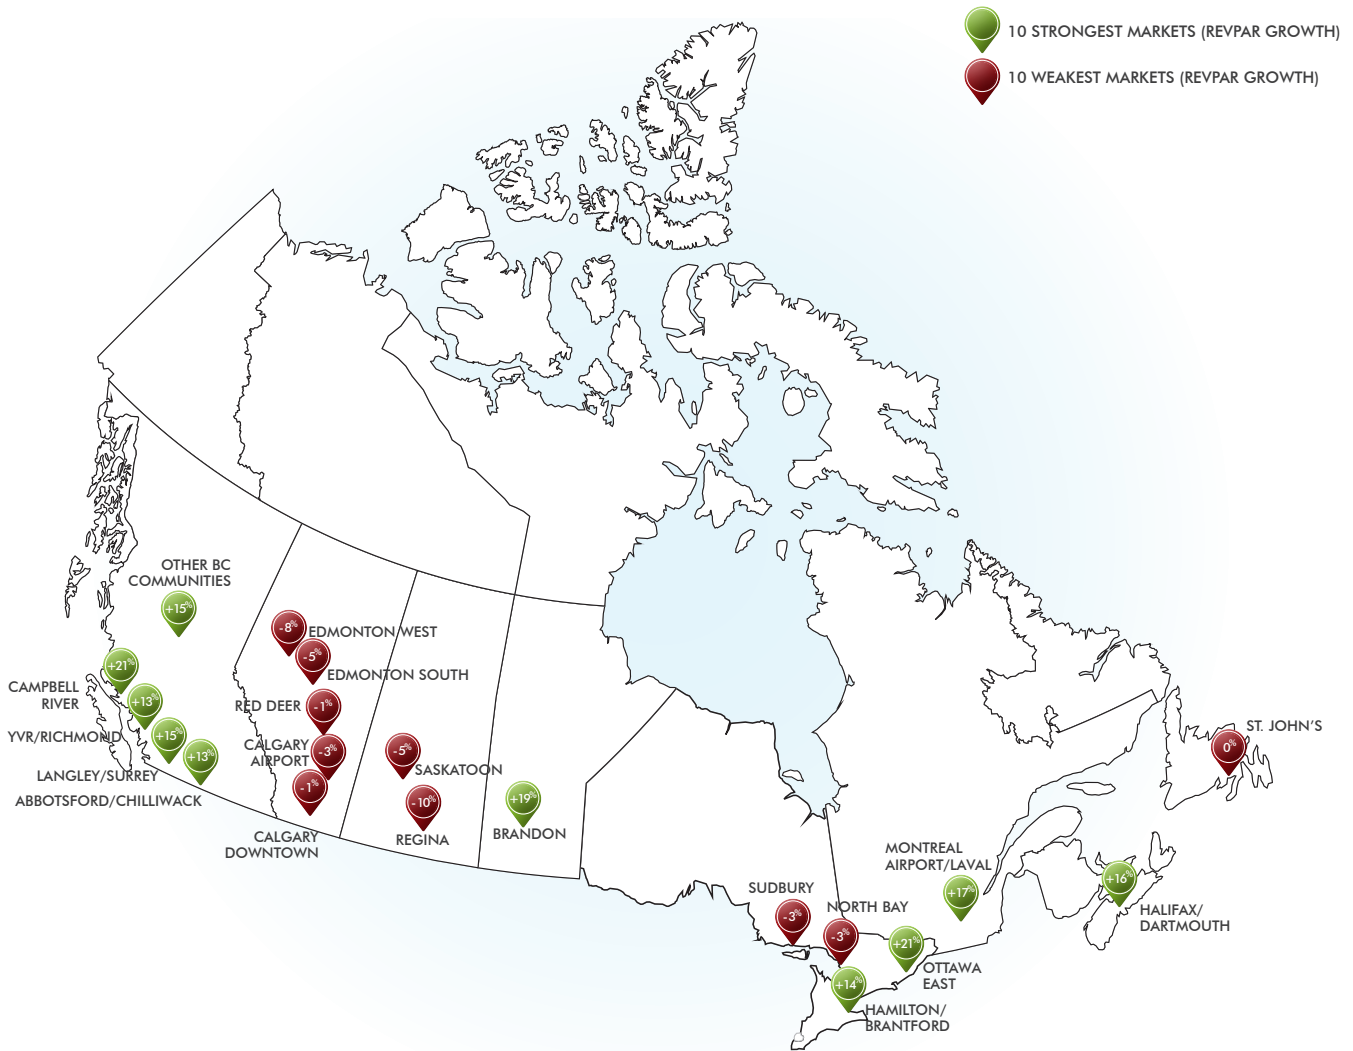 10 STRONGEST MARKETS (REVPAR GROWTH)
10 WEAKEST MARKETS (REVPAR GROWTH)
OTHER BC
COMMUNITIES
+15%
+21%
CAMPBELL
RIVER
+13%
YVR/RICHMOND
+15%
LANGLEY/SURREY
+13%
ABBOTSFORD/CHILLIWACK
-8%
EDMONTON WEST
-5%
EDMONTON SOUTH
RED DEER
-1%
CALGARY
AIRPORT
-3%
-1%
CALGARY
DOWNTOWN
-5%
SASKATOON
-10%
REGINA
+19%
BRANDON
SUDBURY
-3%
NORTH BAY
-3%
+14%
HAMILTON/
BRANTFORD
+21%
OTTAWA
EAST
MONTREAL
AIRPORT/LAVAL
+17%
+16%
HALIFAX/
DARTMOUTH
ST. JOHN'S
0%